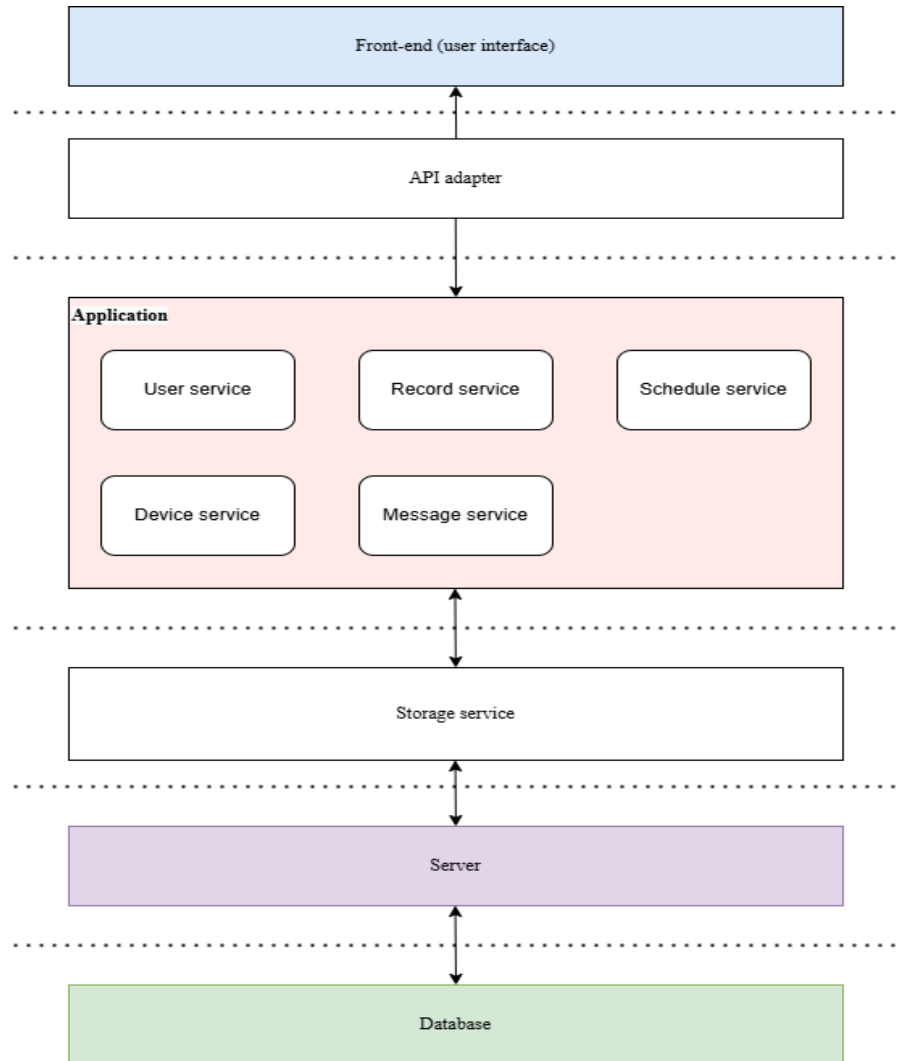 Front-end (user interface)
API adapter
Application
User service
Record service
Schedule service
Device service
Message service
Storage service
Server
Database